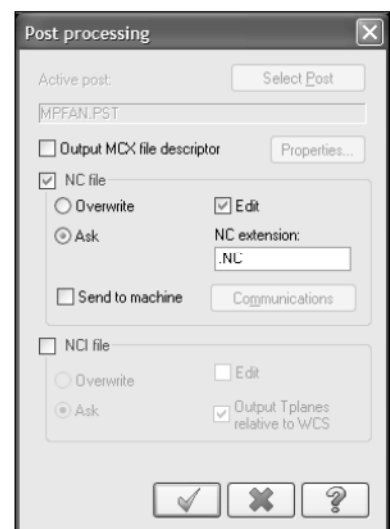 Post processing
Active post:
Select Post
MPFAN.PST
Output MCX file descriptor
Properties...
NC file
Overwrite
Edit
Ask
NC extension:
.NC
Send to machine
Communications
NCI file
Overwrite
Edit
Ask
Output Tplanes
relative to WCS